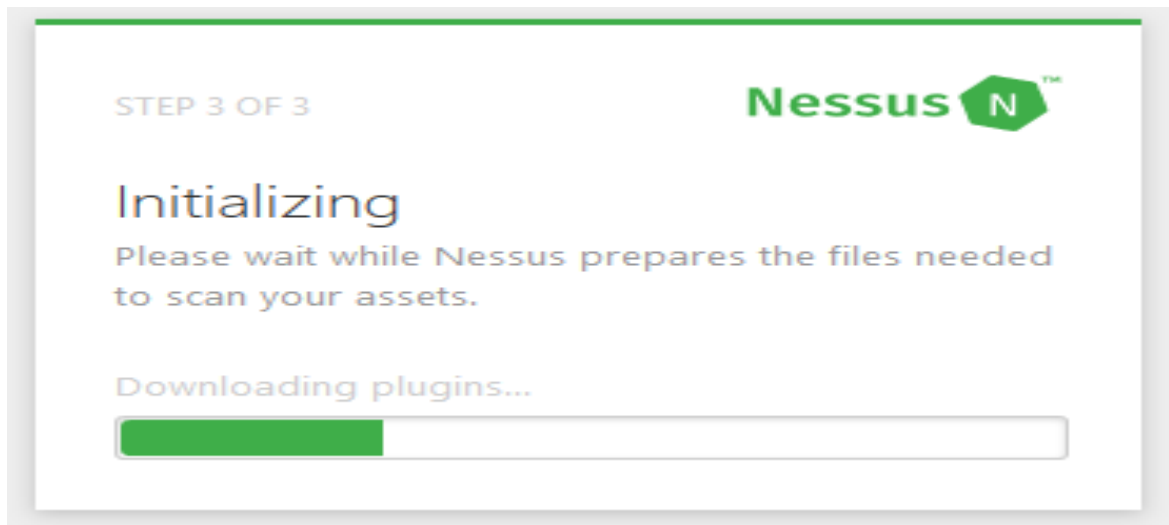 STEP 3 OF 3
Nessus N™
Initializing
Please wait while Nessus prepares the files needed
to scan your assets.
Downloading plugins...